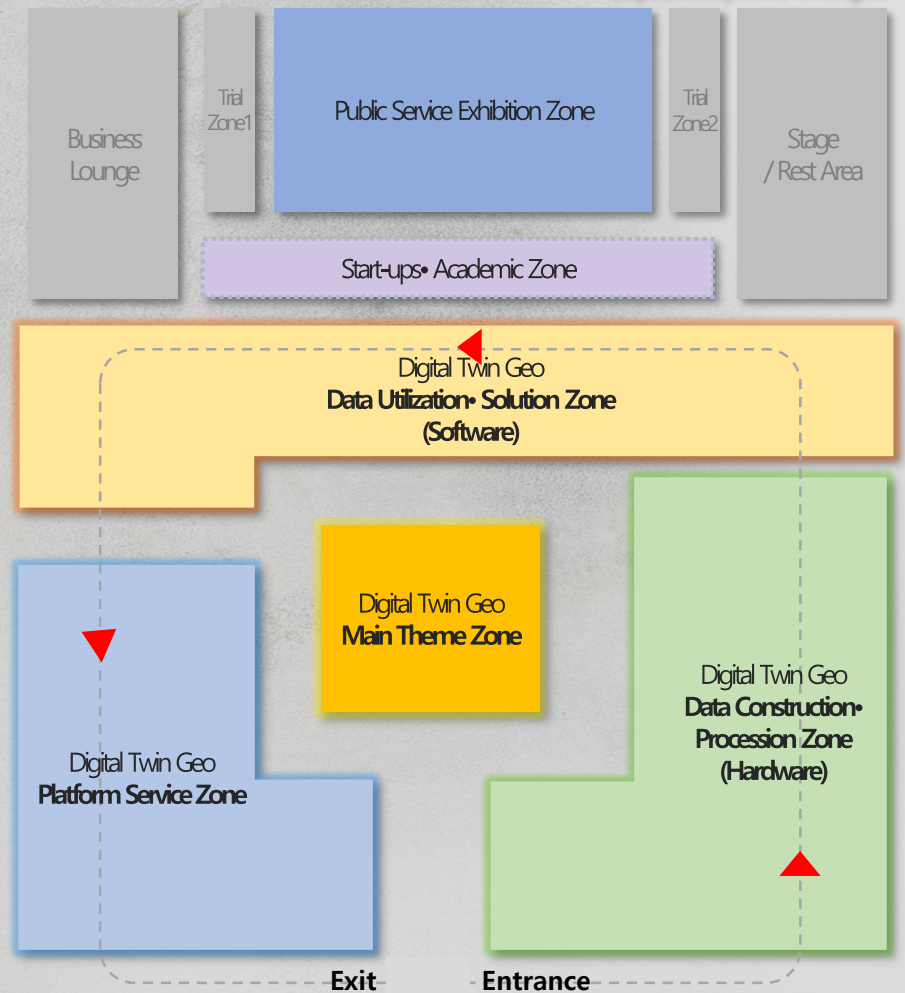 Business
Lounge
Trial
Zone1
Public Service Exhibition Zone
Trial
Zone2
Stage
/ Rest Area
Start-ups• Academic Zone
Digital Twin Geo
Data Utilization• Solution Zone
(Software)
Digital Twin Geo
Main Theme Zone
Digital Twin Geo
Data Construction•
Procession Zone
(Hardware)
Digital Twin Geo
Platform Service Zone
Exit
Entrance